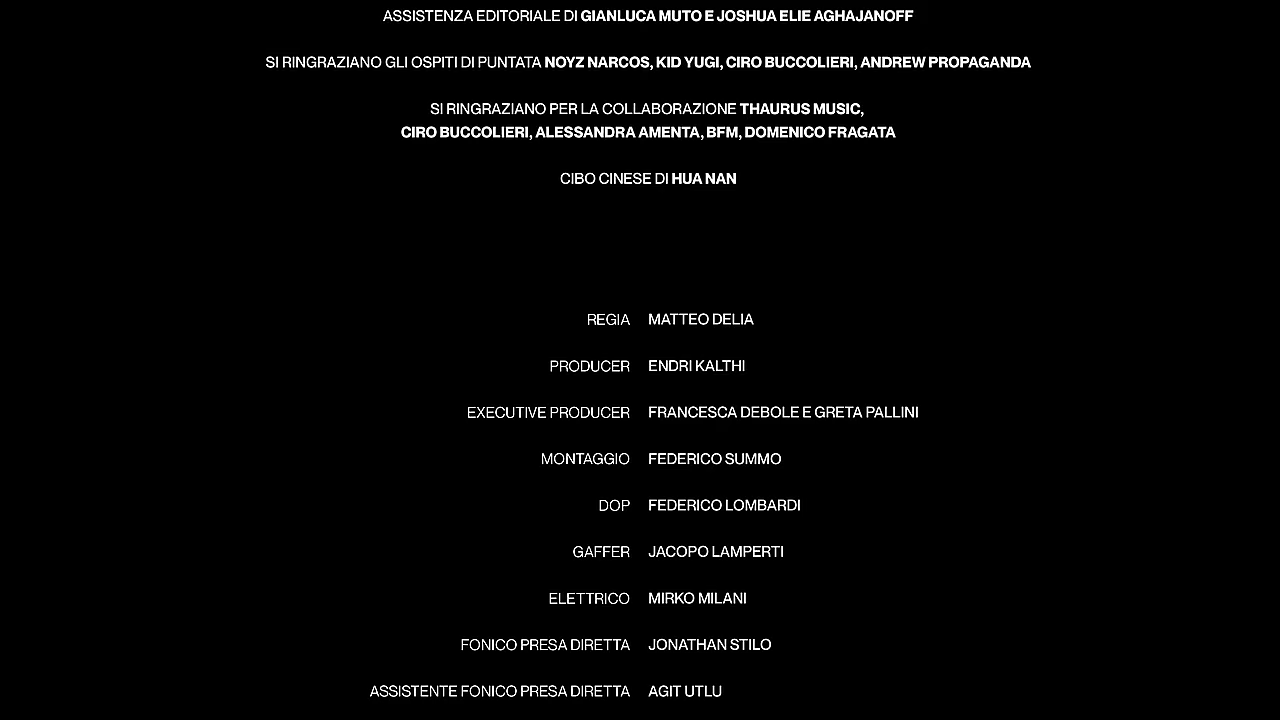 ASSISTENZA EDITORIALE DI GIANLUCA MUTO E JOSHUA ELIE AGHAJANOFF
SI RINGRAZIANO GLI OSPITI DI PUNTATA NOYZ NARCOS, KID YUGI, CIRO BUCCOLIERI, ANDREW PROPAGANDA
SI RINGRAZIANO PER LA COLLABORAZIONE THAURUS MUSIC,
CIRO BUCCOLIERI, ALESSANDRA AMENTA, BFM, DOMENICO FRAGATA
CIBO CINESE DI HUA NAN
REGIA MATTEO DELIA
PRODUCER ENDRI KALTHI
EXECUTIVE PRODUCER FRANCESCA DEBOLE E GRETA PALLINI
MONTAGGIO FEDERICO SUMMO
DOP FEDERICO LOMBARDI
GAFFER JACOPO LAMPERTI
ELETTRICO MIRKO MILANI
FONICO PRESA DIRETTA JONATHAN STILO
ASSISTENTE FONICO PRESA DIRETTA AGIT UTLU